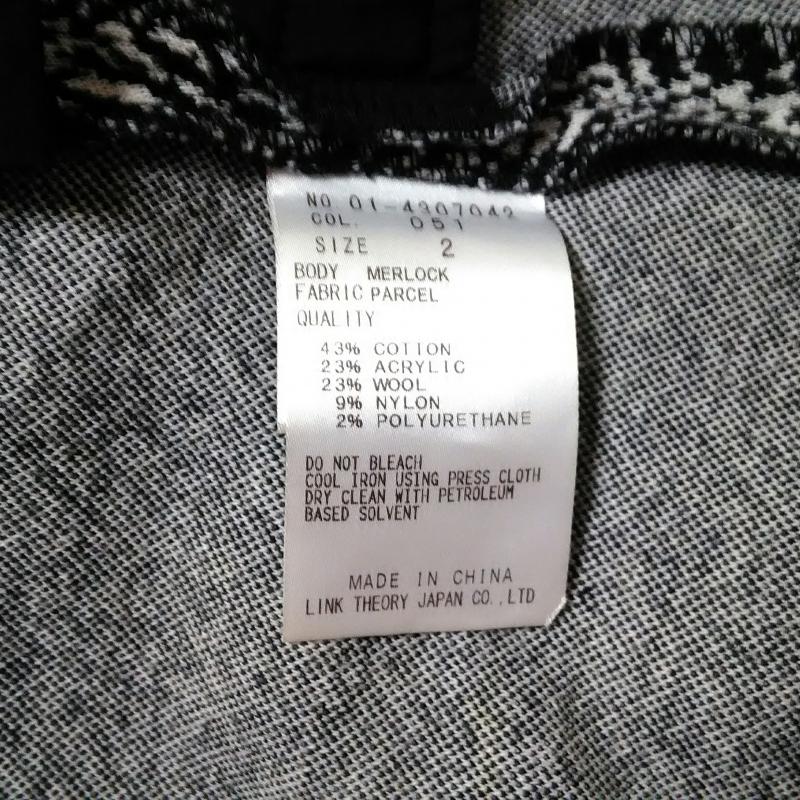 NO. 01-4307042
COL. 051
SIZE 2
BODY MERLOCK
FABRIC PARCEL
QUALITY
43% COTTON
23% ACRYLIC
23% WOOL
9% NYLON
2% POLYURETHANE
DO NOT BLEACH
COOL IRON USING PRESS CLOTH
DRY CLEAN WITH PETROLEUM
BASED SOLVENT
MADE IN CHINA
LINK THEORY JAPAN CO.,LTD